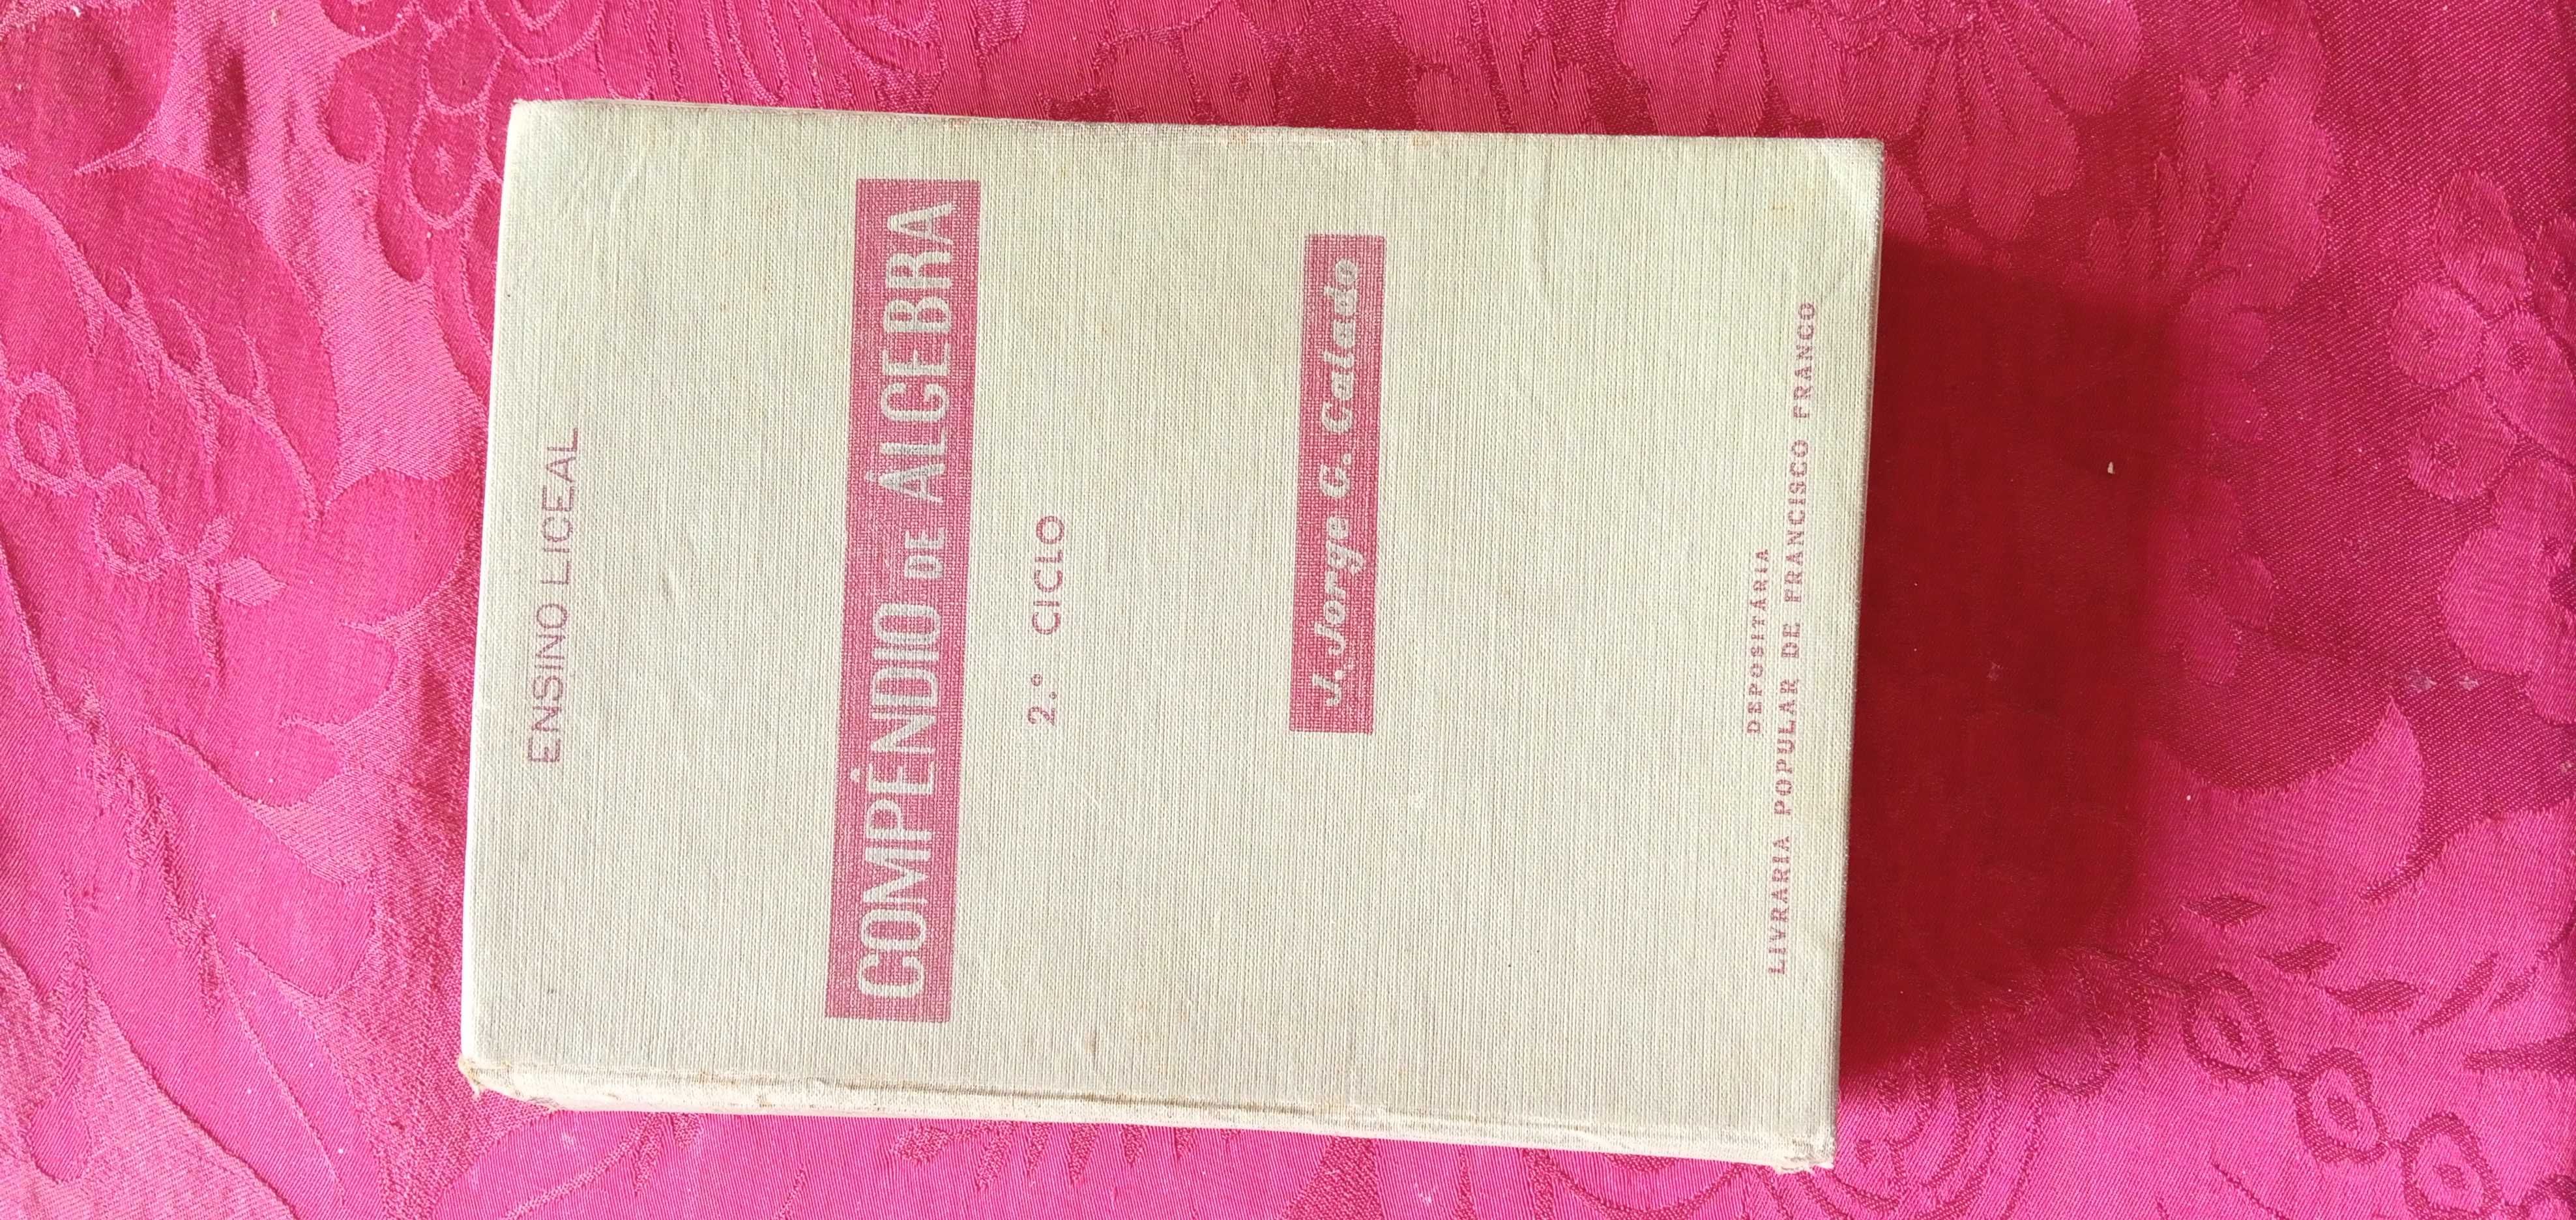 ENSINO LICEAL
COMPÊNDIO DE ÁLGEBRA
2.º CICLO
J. Jorge G. Calado
DEPOSITÁRIA
LIVRARIA POPULAR DE FRANCISCO FRANCO